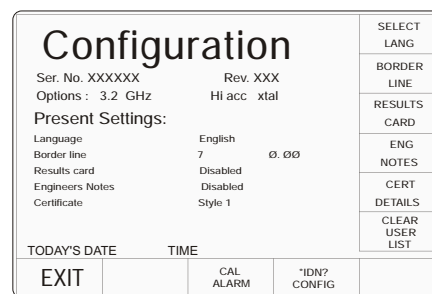 Configuration
Ser. No. XXXXXX Rev. XXX
Options : 3.2 GHz Hi acc xtal
Present Settings:
Language English
Border line 7 Ø. ØØ
Results card Disabled
Engineers Notes Disabled
Certificate Style 1
TODAY'S DATE TIME
SELECT
LANG
BORDER
LINE
RESULTS
CARD
ENG
NOTES
CERT
DETAILS
CLEAR
USER
LIST
EXIT
CAL
ALARM
"IDN?
CONFIG